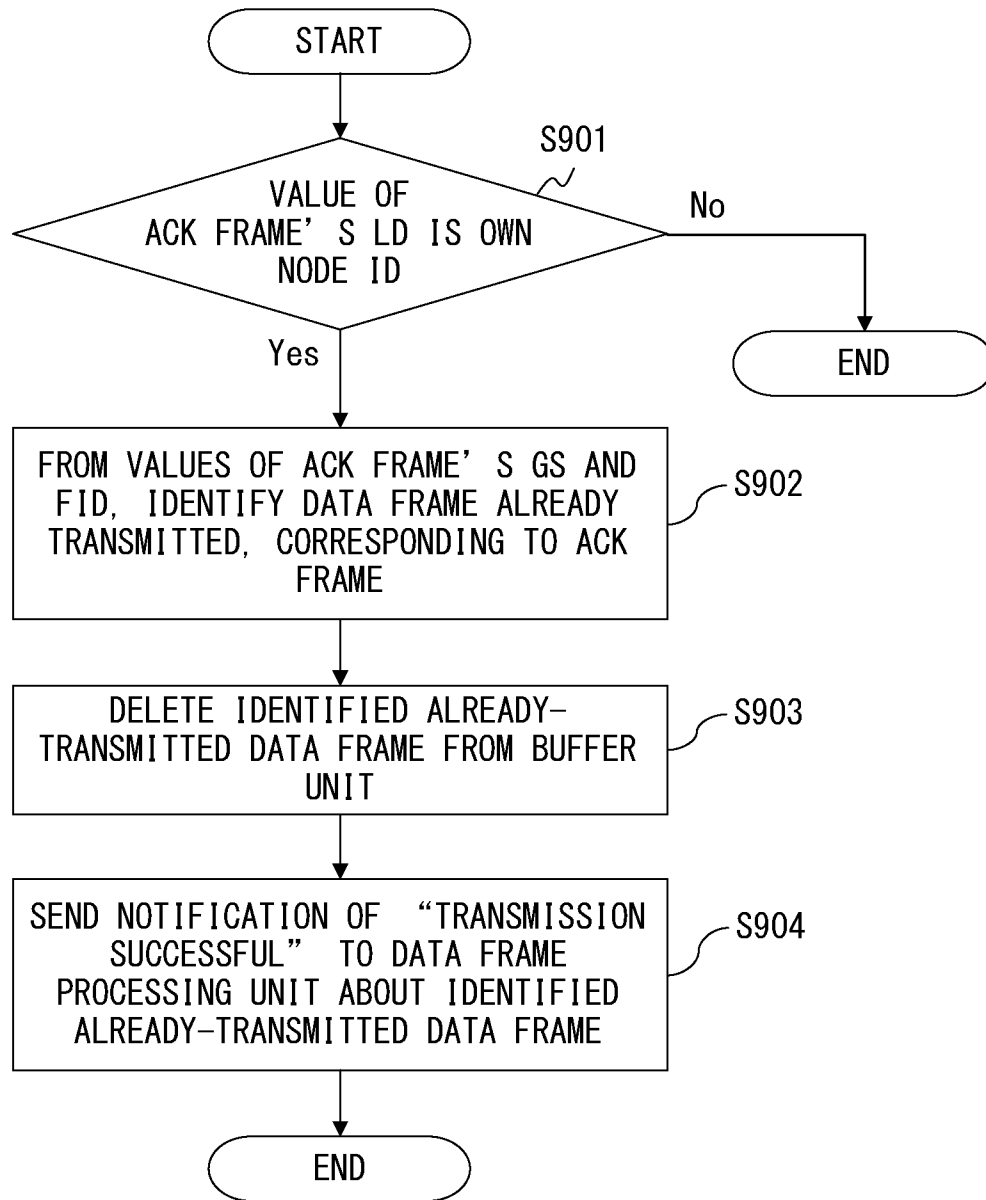 START
S901
VALUE OF
ACK FRAME' S LD IS OWN
NODE ID
No
Yes
END
FROM VALUES OF ACK FRAME' S GS AND
FID, IDENTIFY DATA FRAME ALREADY
TRANSMITTED, CORRESPONDING TO ACK
FRAME
S902
DELETE IDENTIFIED ALREADY-
TRANSMITTED DATA FRAME FROM BUFFER
UNIT
S903
SEND NOTIFICATION OF “TRANSMISSION
SUCCESSFUL” TO DATA FRAME
PROCESSING UNIT ABOUT IDENTIFIED
ALREADY-TRANSMITTED DATA FRAME
S904
END